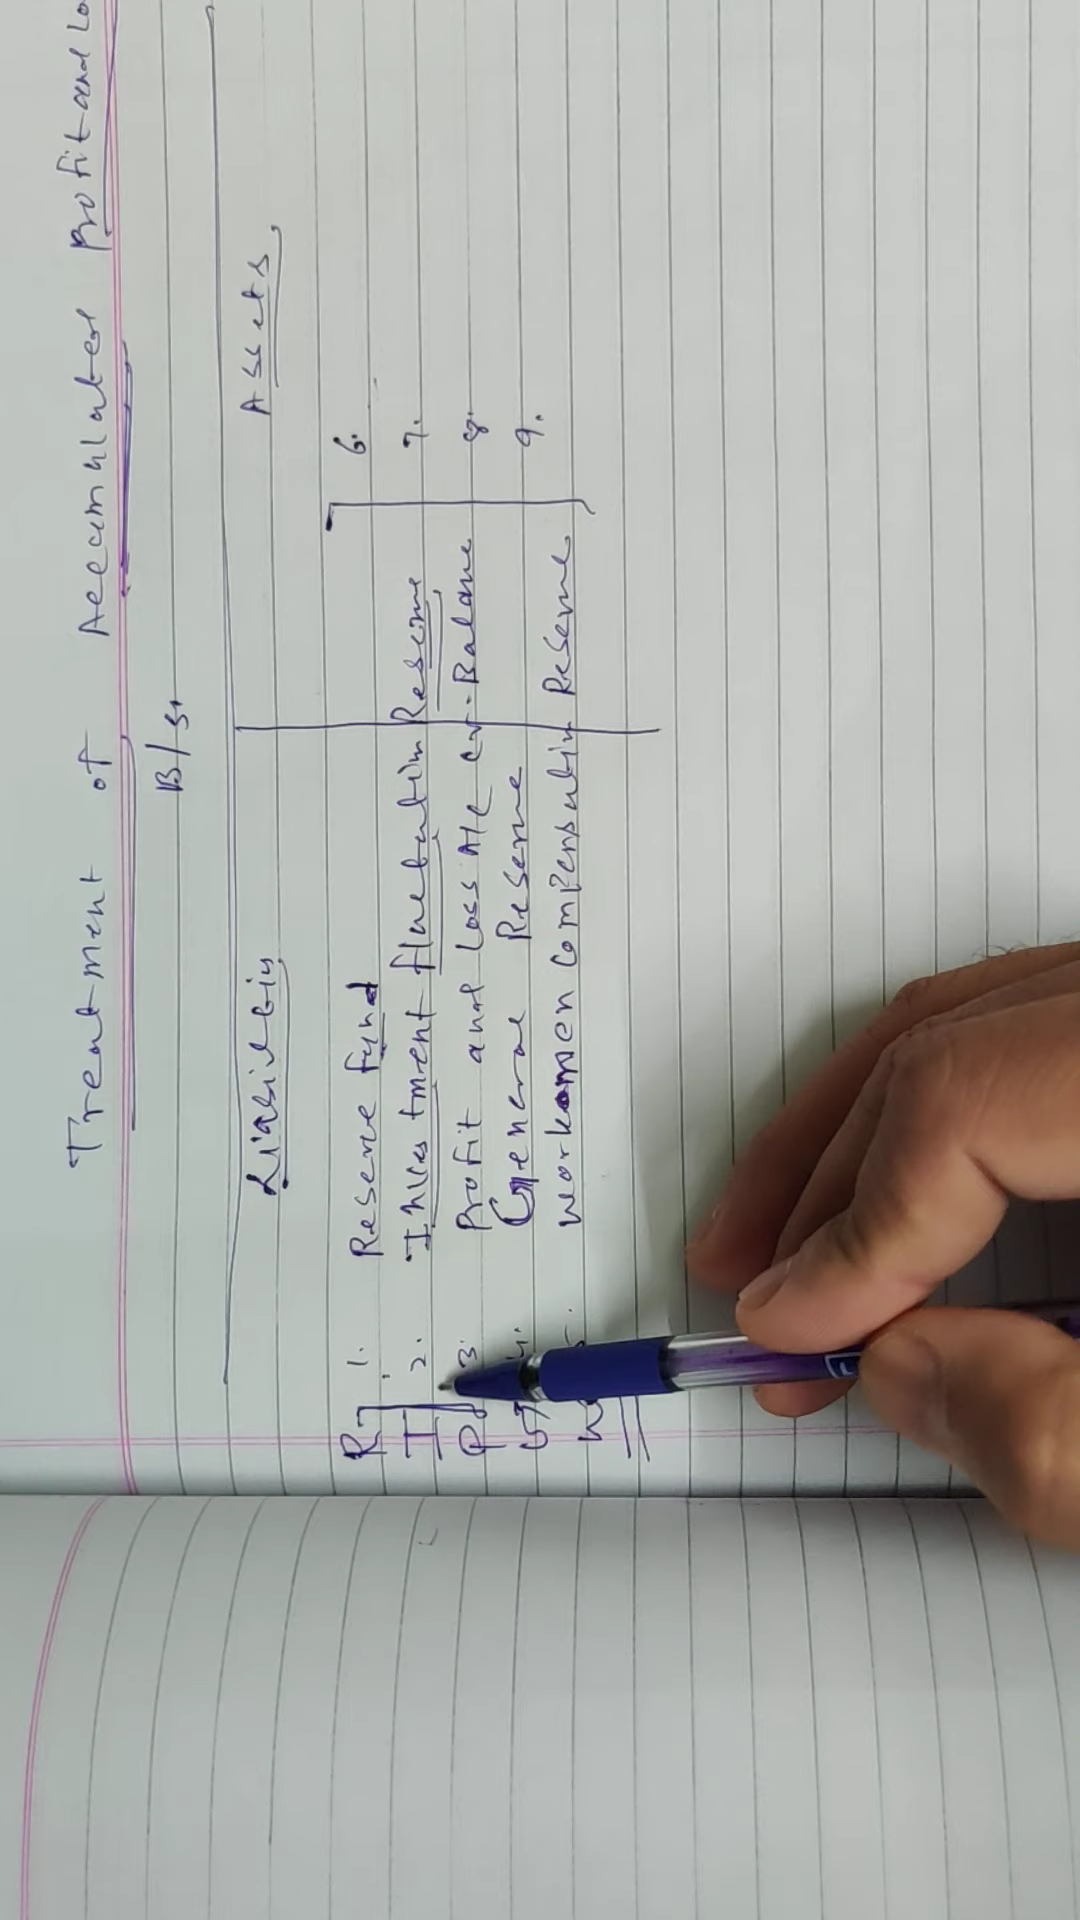 Treatment of Accumulated Profit and Lo
B/S
Liabilities Assets
R 1. Reserve fund 6.
I 2. Investment fluctuation Reserve 7.
P 3. Profit and Loss A/c Cr. Balance 8.
G 4. General Reserve 9.
W 5. Workmen Compensation Reserve